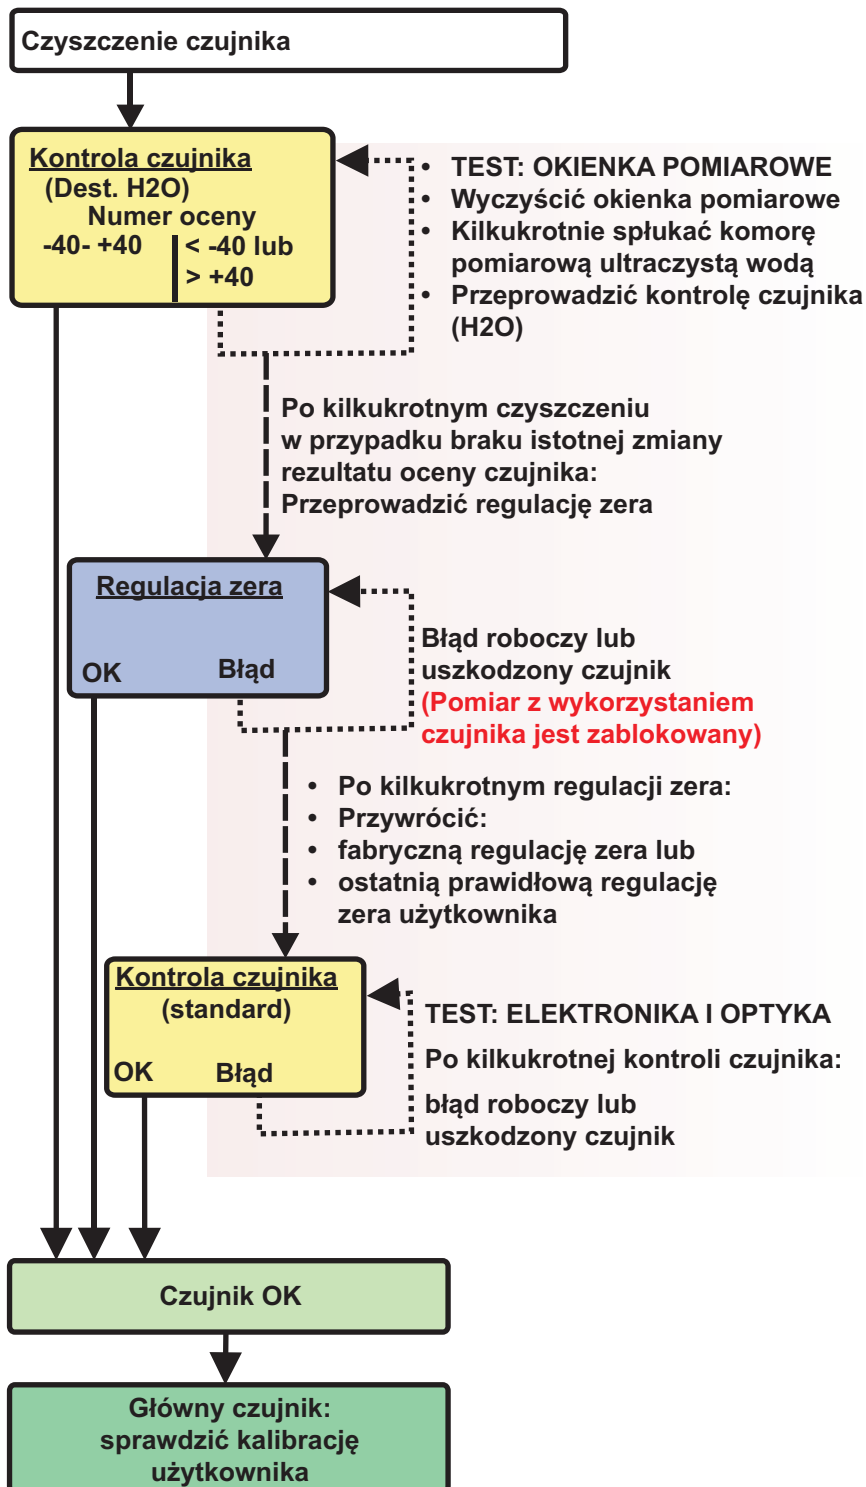 Czyszczenie czujnika
Kontrola czujnika
(Dest. H2O)
Numer oceny
-40- +40
< -40 lub
> +40
• TEST: OKIENKA POMIAROWE
• Wyczyścić okienka pomiarowe
• Kilkukrotnie spłukać komorę
pomiarową ultraczystą wodą
• Przeprowadzić kontrolę czujnika
(H2O)
Po kilkukrotnym czyszczeniu
w przypadku braku istotnej zmiany
rezultatu oceny czujnika:
Przeprowadzić regulację zera
Regulacja zera
OK
Błąd
Błąd roboczy lub
uszkodzony czujnik
(Pomiar z wykorzystaniem
czujnika jest zablokowany)
• Po kilkukrotnym regulacji zera:
• Przywrócić:
• fabryczną regulację zera lub
• ostatnią prawidłową regulację
zera użytkownika
Kontrola czujnika
(standard)
OK
Błąd
TEST: ELEKTRONIKA I OPTYKA
Po kilkukrotnej kontroli czujnika:
błąd roboczy lub
uszkodzony czujnik
Czujnik OK
Główny czujnik:
sprawdzić kalibrację
użytkownika